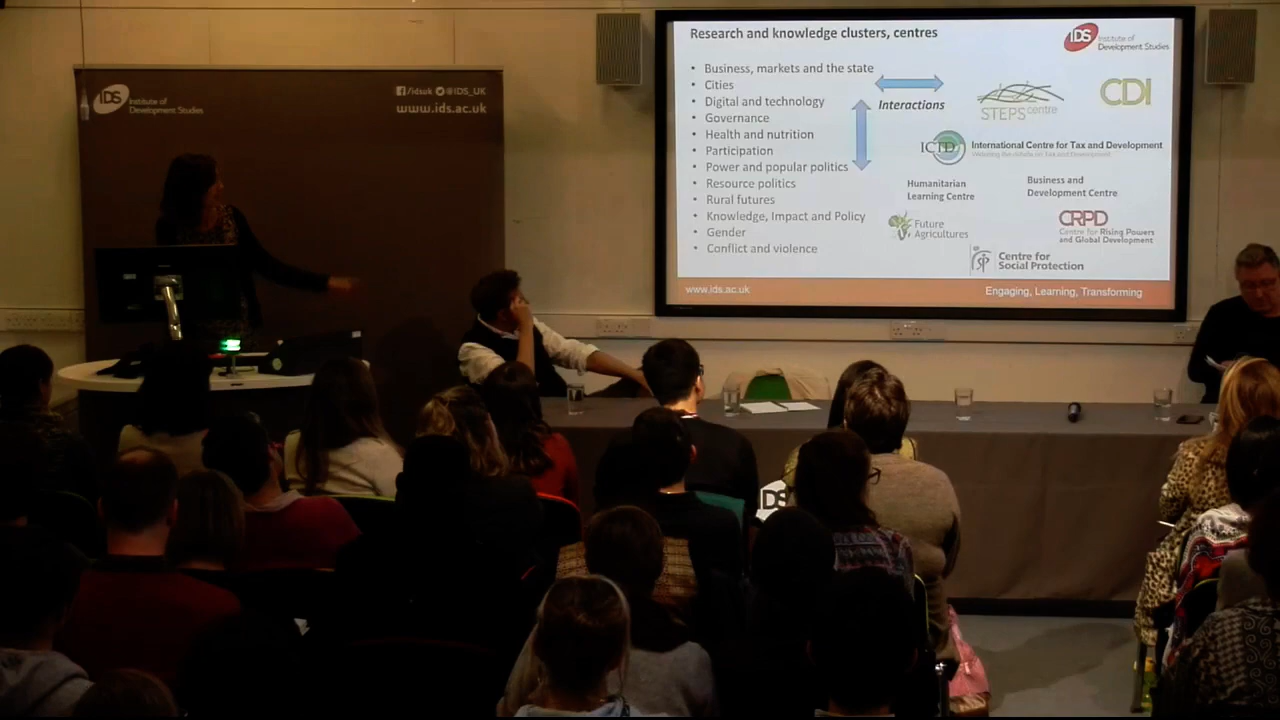 IDS
Institute of
Development Studies
/idsuk @IDS_UK
www.ids.ac.uk
Research and knowledge clusters, centres
IDS
Institute of
Development Studies
• Business, markets and the state
• Cities
• Digital and technology
• Governance
• Health and nutrition
• Participation
• Power and popular politics
• Resource politics
• Rural futures
• Knowledge, Impact and Policy
• Gender
• Conflict and violence
Interactions
STEPS centre
CDI
ICTD
International Centre for Tax and Development
Humanitarian
Learning Centre
Business and
Development Centre
Future
Agricultures
CRPD
Centre for Rising Powers
and Global Development
Centre for
Social Protection
www.ids.ac.uk
Engaging, Learning, Transforming
IDS